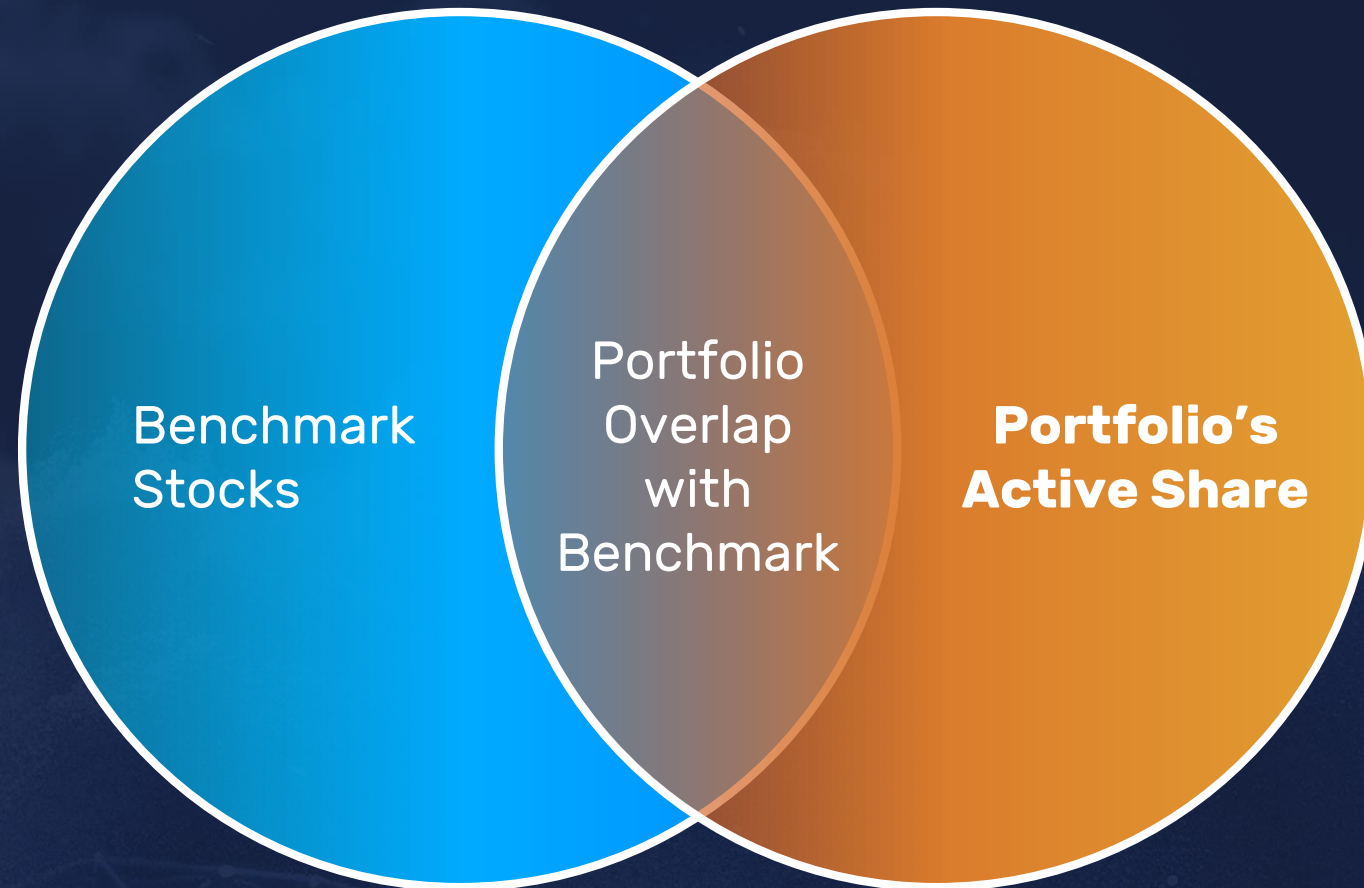 Benchmark
Stocks
Portfolio
Overlap
with
Benchmark
Portfolio’s
Active Share